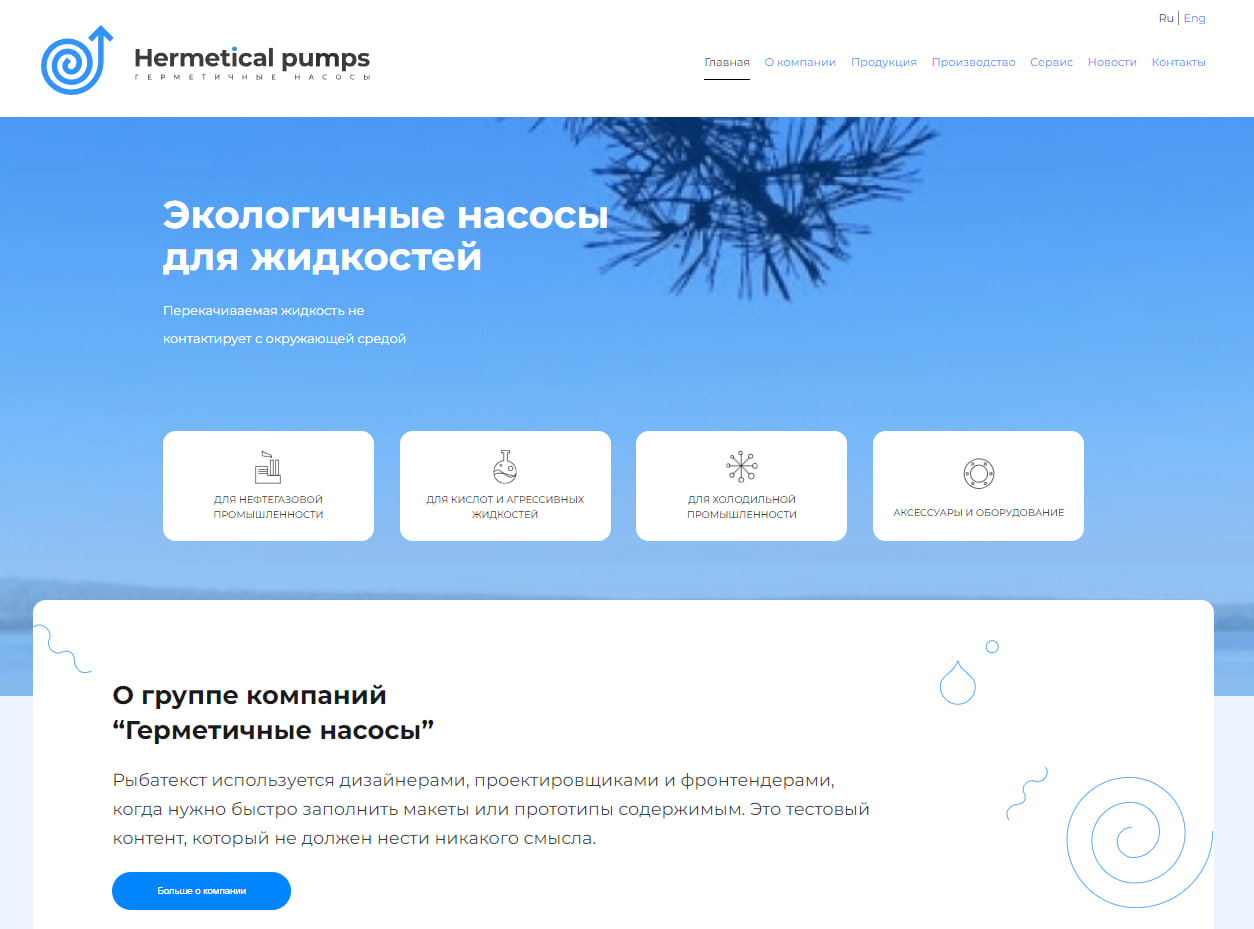 Ru | Eng
Hermetical pumps
ГЕРМЕТИЧНЫЕ НАСОСЫ
Главная О компании Продукция Производство Сервис Новости Контакты
Экологичные насосы
для жидкостей
Перекачиваемая жидкость не
контактирует с окружающей средой
ДЛЯ НЕФТЕГАЗОВОЙ
ПРОМЫШЛЕННОСТИ
ДЛЯ КИСЛОТ И АГРЕССИВНЫХ
ЖИДКОСТЕЙ
ДЛЯ ХОЛОДИЛЬНОЙ
ПРОМЫШЛЕННОСТИ
АКСЕССУАРЫ И ОБОРУДОВАНИЕ
О группе компаний
“Герметичные насосы”
Рыбатекст используется дизайнерами, проектировщиками и фронтендерами,
когда нужно быстро заполнить макеты или прототипы содержимым. Это тестовый
контент, который не должен нести никакого смысла.
Больше о компании